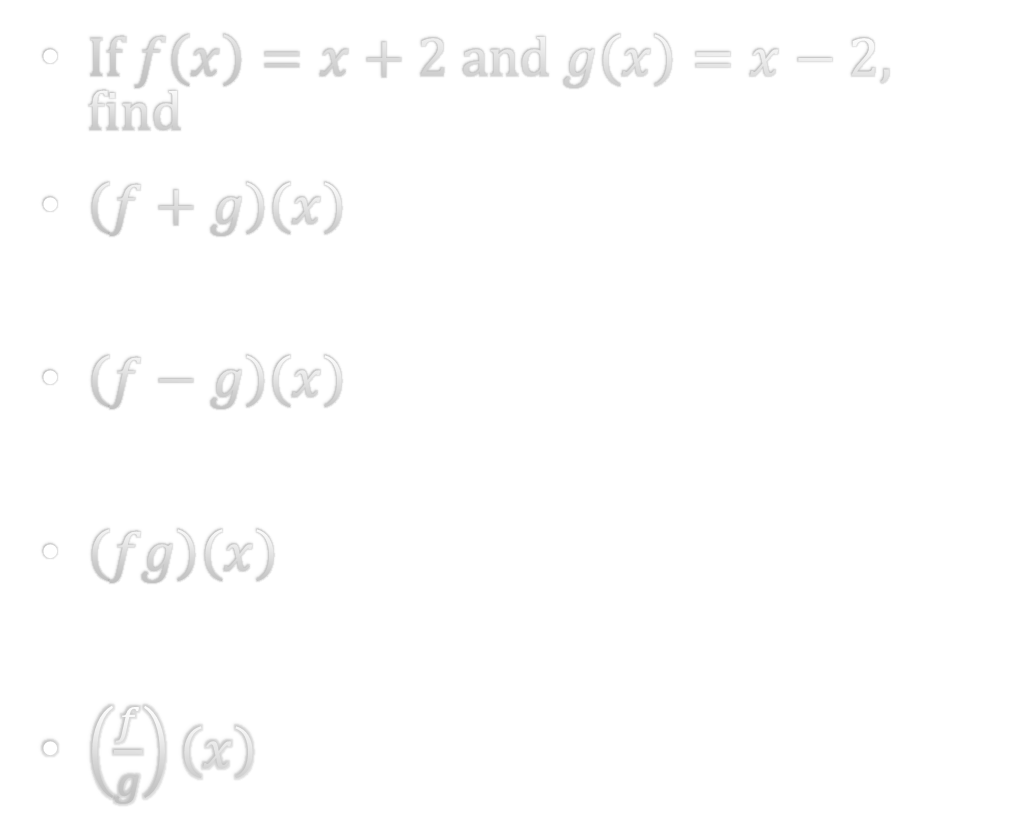 If f(x) = x + 2 and g(x) = x − 2,
find
(f + g)(x)
(f − g)(x)
(fg)(x)
(f/g)(x)